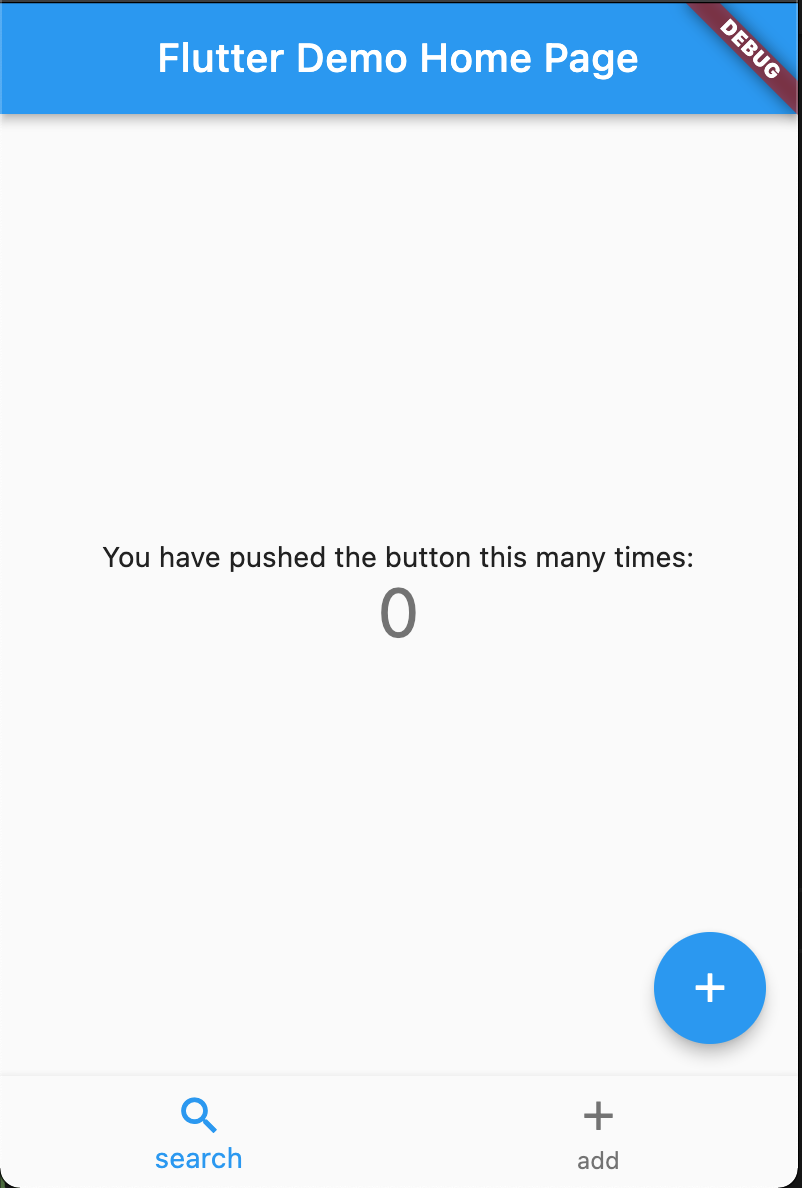 Flutter Demo Home Page
DEBUG
You have pushed the button this many times:
0
search
add